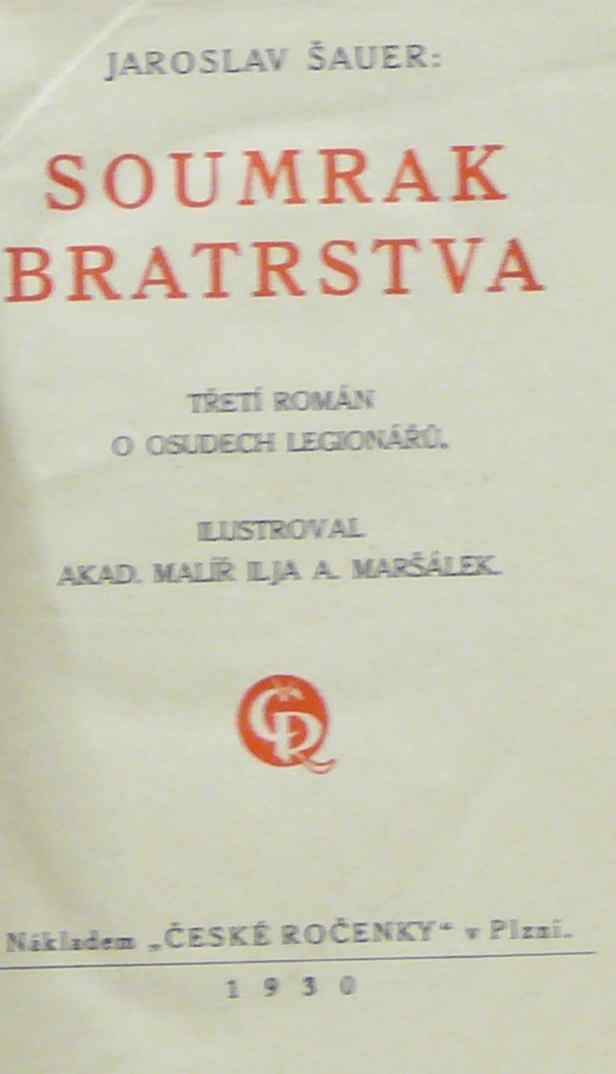 JAROSLAV ŠAUER:
SOUMRAK
BRATRSTVA
TŘETÍ ROMÁN
O OSUDECH LEGIONÁŘŮ.
ILUSTROVAL
AKAD. MALÍŘ ILJA A. MARŠÁLEK.
ČR
Nákladem „ČESKÉ ROČENKY“ v Plzni.
1930